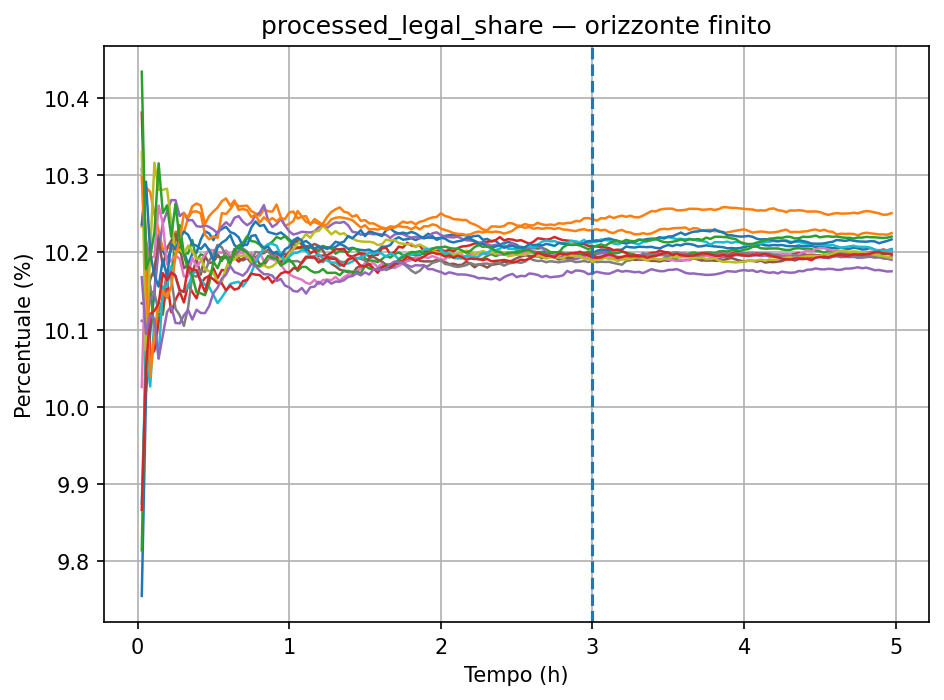 processed_legal_share — orizzonte finito
Percentuale (%)
10.4
10.3
10.2
10.1
10.0
9.9
9.8
0 1 2 3 4 5
Tempo (h)